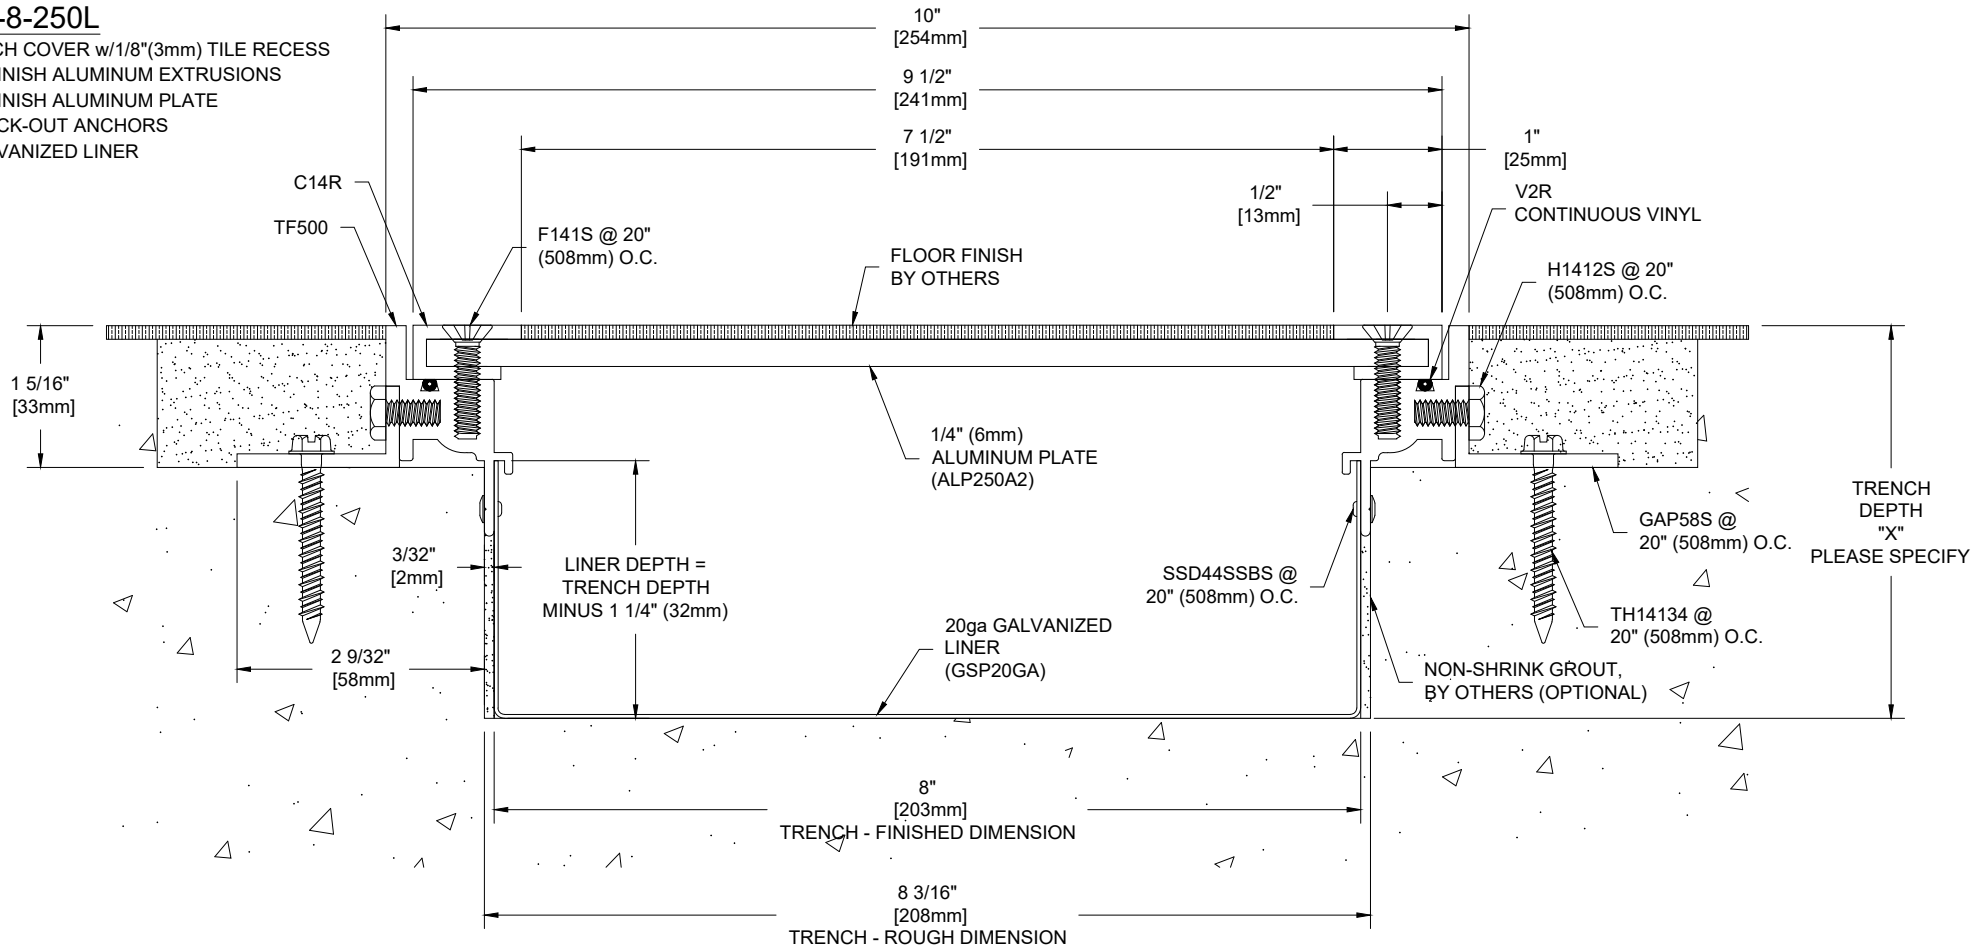 -8-250L
CH COVER w/1/8"(3mm) TILE RECESS
INISH ALUMINUM EXTRUSIONS
INISH ALUMINUM PLATE
CK-OUT ANCHORS
VANIZED LINER
10"
[254mm]
9 1/2"
[241mm]
7 1/2"
[191mm]
1"
[25mm]
1/2"
[13mm]
C14R
TF500
F141S @ 20"
(508mm) O.C.
FLOOR FINISH
BY OTHERS
V2R
CONTINUOUS VINYL
H1412S @ 20"
(508mm) O.C.
1 5/16"
[33mm]
1/4" (6mm)
ALUMINUM PLATE
(ALP250A2)
TRENCH
DEPTH
"X"
PLEASE SPECIFY
GAP58S @
20" (508mm) O.C.
3/32"
[2mm]
LINER DEPTH =
TRENCH DEPTH
MINUS 1 1/4" (32mm)
SSD44SSBS @
20" (508mm) O.C.
TH14134 @
20" (508mm) O.C.
20ga GALVANIZED
LINER
(GSP20GA)
2 9/32"
[58mm]
NON-SHRINK GROUT,
BY OTHERS (OPTIONAL)
8"
[203mm]
TRENCH - FINISHED DIMENSION
8 3/16"
[208mm]
TRENCH - ROUGH DIMENSION